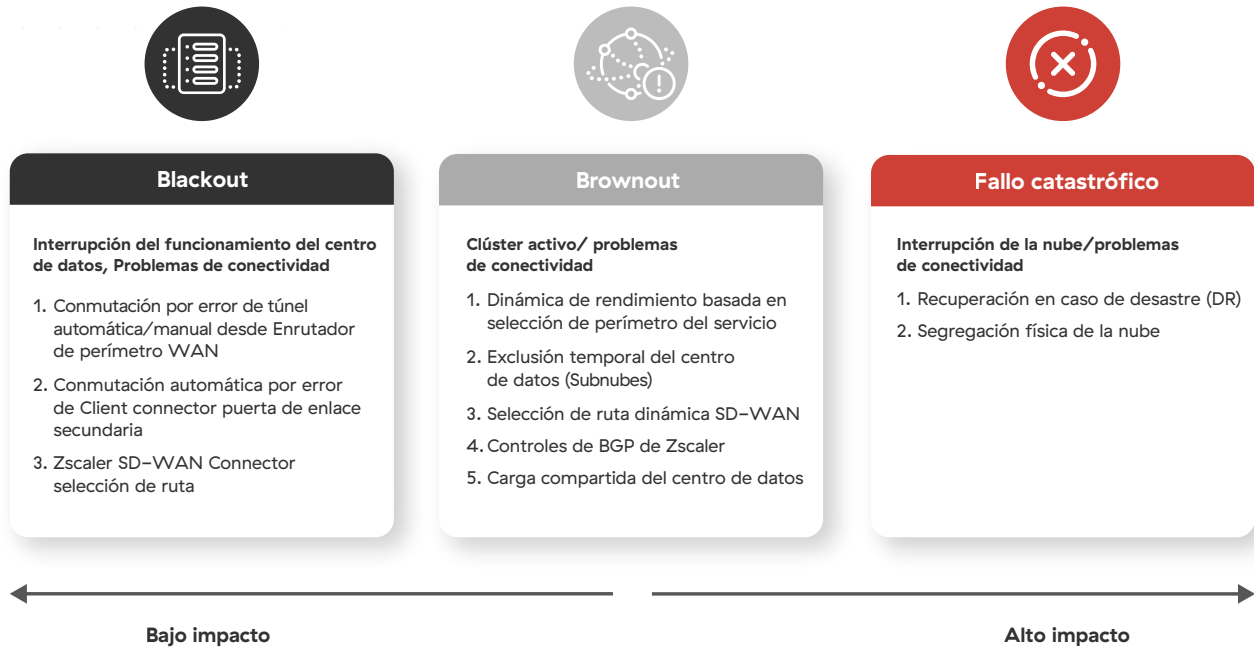 Blackout
Interrupción del funcionamiento del centro
de datos, Problemas de conectividad
1. Conmutación por error de túnel
automática/manual desde Enrutador
de perímetro WAN
2. Conmutación automática por error
de Client connector puerta de enlace
secundaria
3. Zscaler SD-WAN Connector
selección de ruta
Brownout
Clúster activo/ problemas
de conectividad
1. Dinámica de rendimiento basada en
selección de perímetro del servicio
2. Exclusión temporal del centro
de datos (Subnubes)
3. Selección de ruta dinámica SD-WAN
4. Controles de BGP de Zscaler
5. Carga compartida del centro de datos
Fallo catastrófico
Interrupción de la nube/problemas
de conectividad
1. Recuperación en caso de desastre (DR)
2. Segregación física de la nube
Bajo impacto
Alto impacto